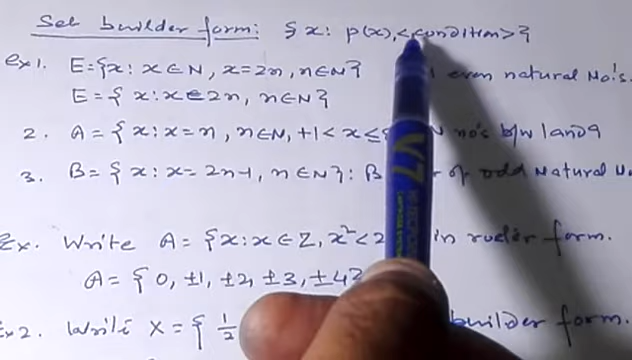 Set builder form: { x: p(x), <condition> }
ex1. E={x: x∈N, x=2n, n∈N} even natural No's.
E={ x: x=2n, n∈N}
2. A={x: x=n, n∈N, +1<x≤ no's b/w 1 and 9
3. B={ x: x=2n-1, n∈N}: B of odd Natural
Ex. Write A={x: x∈Z, x²<2 in roster form.
A={ 0, ±1, ±2, ±3, ±4}
Ex2. Write X={ 1/2 builder form.
V7